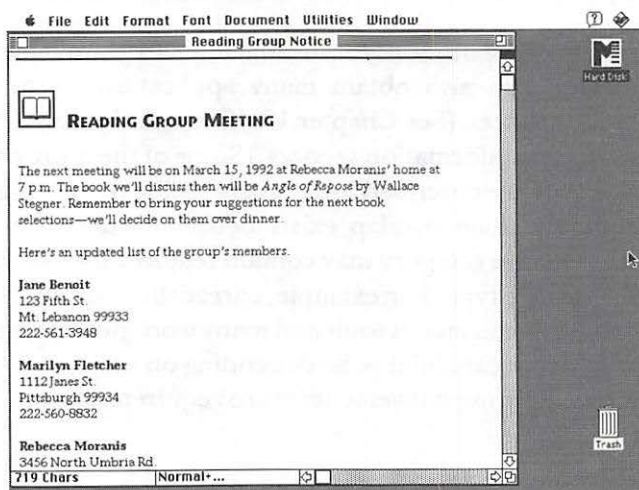 File Edit Format Font Document Utilities Window
Reading Group Notice
Hard Disk
READING GROUP MEETING
The next meeting will be on March 15, 1992 at Rebecca Moranis' home at
7 p.m. The book we'll discuss then will be Angle of Repose by Wallace
Stegner. Remember to bring your suggestions for the next book
selections—we'll decide on them over dinner.
Here's an updated list of the group's members.
Jane Benoit
123 Fifth St.
Mt. Lebanon 99933
222-561-3948
Marilyn Fletcher
1112 Janes St.
Pittsburgh 99934
222-560-8832
Rebecca Moranis
3456 North Umbria Rd.
Trash
719 Chars Normal+...